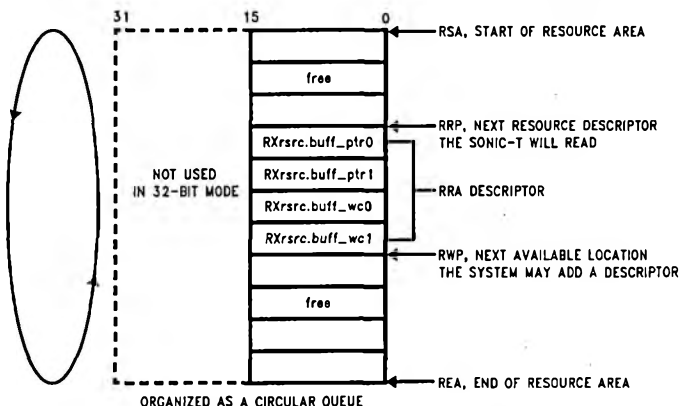 31 15 0
RSA, START OF RESOURCE AREA
free
RRP, NEXT RESOURCE DESCRIPTOR
THE SONIC-T WILL READ
RXrsrc.buff_ptr0
NOT USED
IN 32-BIT MODE
RXrsrc.buff_ptr1
RRA DESCRIPTOR
RXrsrc.buff_wc0
RXrsrc.buff_wc1
RWP, NEXT AVAILABLE LOCATION
THE SYSTEM MAY ADD A DESCRIPTOR
free
REA, END OF RESOURCE AREA
ORGANIZED AS A CIRCULAR QUEUE